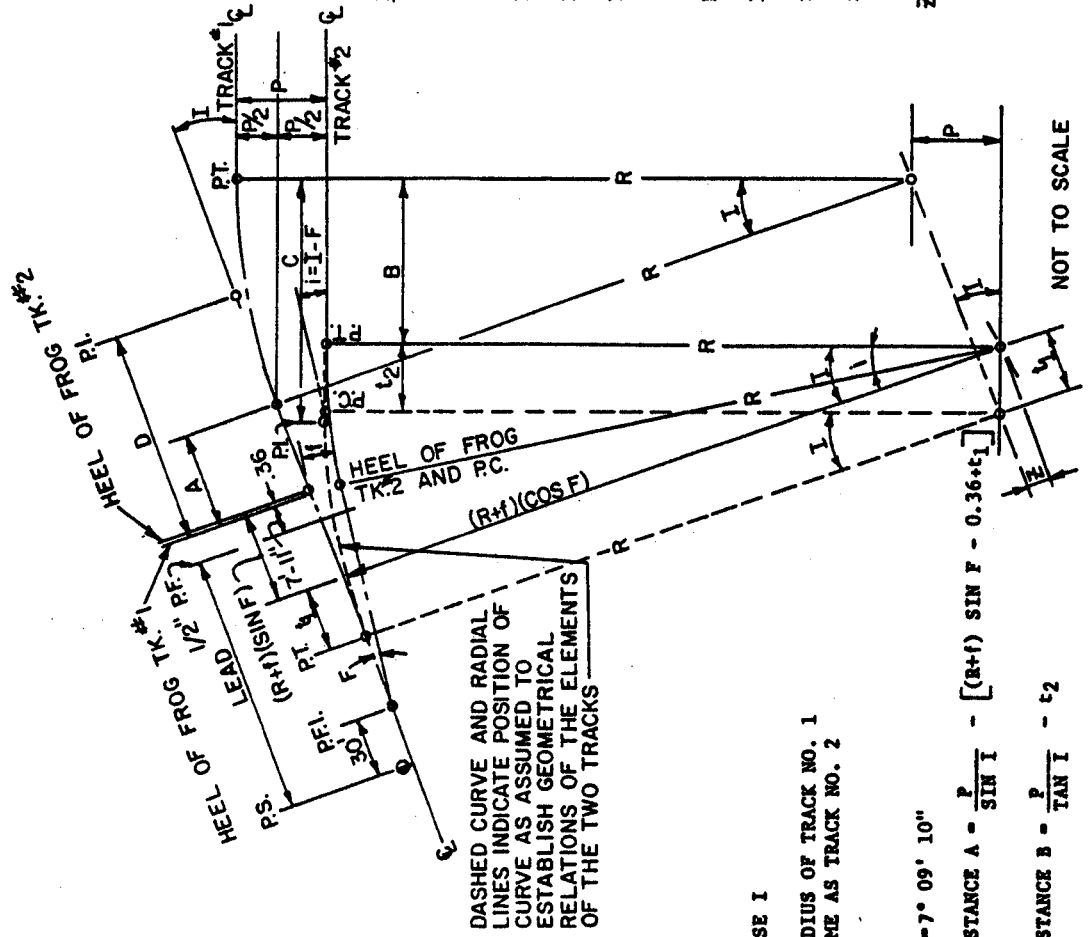 TRACK #1 ℄
℄
TRACK #2
I
P/2
P
P/2
P.T.
HEEL OF FROG TK. #2
P.I.
D
A
.36
HEEL OF FROG TK. #1
1/2" P.F.
LEAD
(R+f)(SIN F)
7'-11"
P.S.
P.F.I.
30'
F
P.T.
t₁
℄
C
i=I-F
B
P.T.
t₂
P.C.
P.I.
f
HEEL OF FROG
TK.2 AND P.C.
(R+f)(COS F)
R
R
R
R
R
I
I
I
i
I
P
t₁
Z
DASHED CURVE AND RADIAL
LINES INDICATE POSITION OF
CURVE AS ASSUMED TO
ESTABLISH GEOMETRICAL
RELATIONS OF THE ELEMENTS
OF THE TWO TRACKS
NOT TO SCALE
SE I
DIUS OF TRACK NO. 1
ME AS TRACK NO. 2
=7° 09' 10"
STANCE A = P/SIN I - [(R+f) SIN F - 0.36+t₁]
STANCE B = P/TAN I - t₂